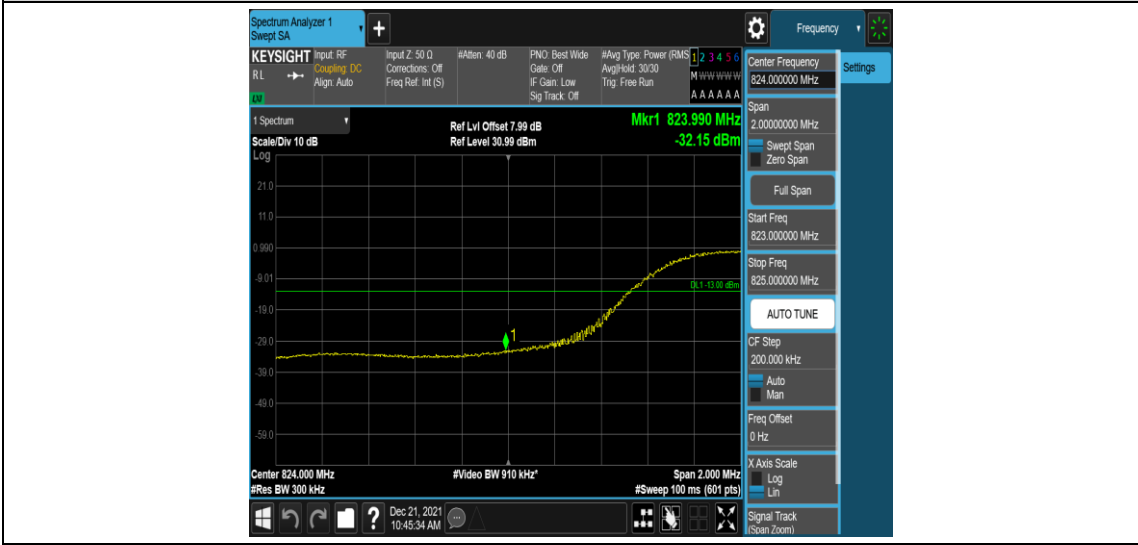 Spectrum Analyzer 1
Swept SA
+
Frequency
KEYSIGHT
RL
LXI
Input: RF
Coupling: DC
Align: Auto
Input Z: 50 Ω
Corrections: Off
Freq Ref: Int (S)
#Atten: 40 dB
PNO: Best Wide
Gate: Off
IF Gain: Low
Sig Track: Off
#Avg Type: Power (RMS
Avg|Hold: 30/30
Trig: Free Run
1 2 3 4 5 6
M W W W W W
A A A A A A
1 Spectrum
Scale/Div 10 dB
Log
Ref Lvl Offset 7.99 dB
Ref Level 30.99 dBm
Mkr1 823.990 MHz
-32.15 dBm
21.0
11.0
0.990
-9.01
DL1 -13.00 dBm
-19.0
-29.0
1
-39.0
-49.0
-59.0
Center 824.000 MHz
#Res BW 300 kHz
#Video BW 910 kHz*
Span 2.000 MHz
#Sweep 100 ms (601 pts)
?
Dec 21, 2021
10:45:34 AM
Center Frequency
824.000000 MHz
Settings
Span
2.00000000 MHz
Swept Span
Zero Span
Full Span
Start Freq
823.000000 MHz
Stop Freq
825.000000 MHz
AUTO TUNE
CF Step
200.000 kHz
Auto
Man
Freq Offset
0 Hz
X Axis Scale
Log
Lin
Signal Track
(Span Zoom)